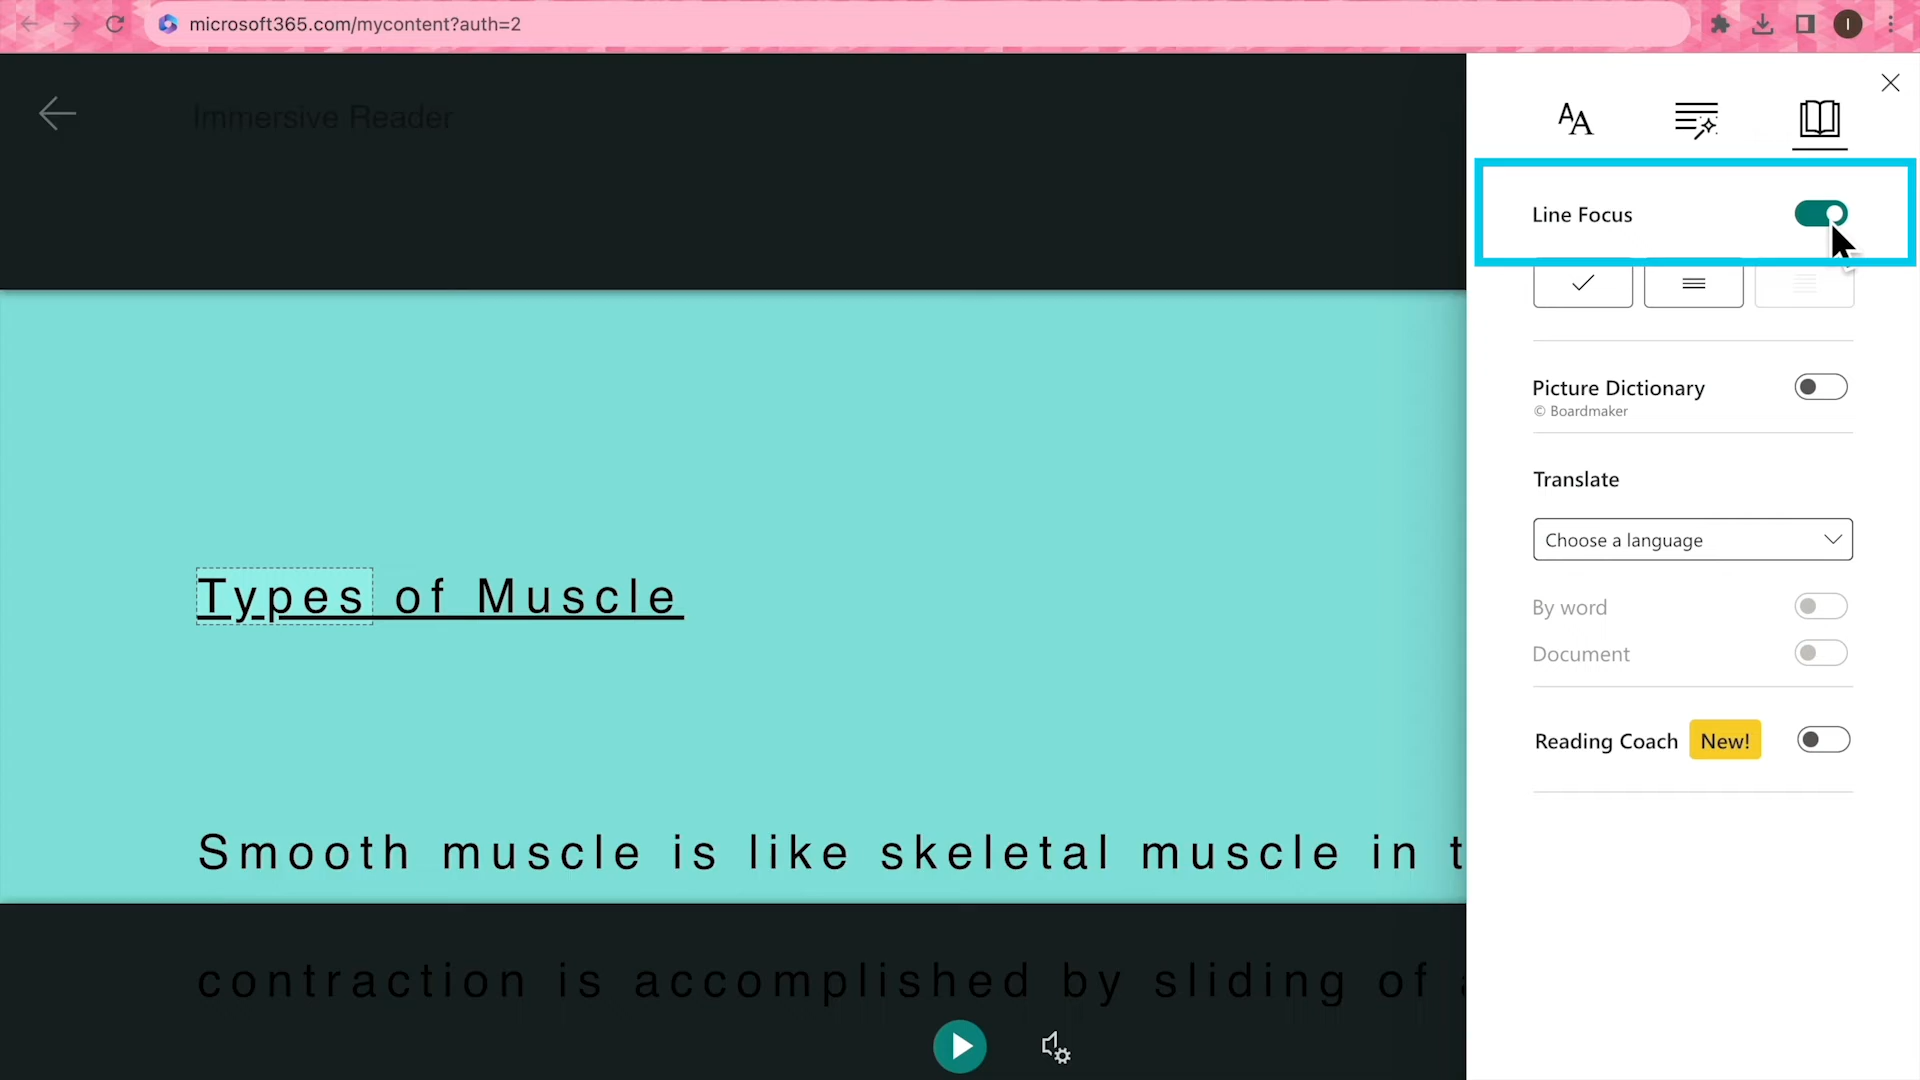 microsoft365.com/mycontent?auth=2
I
Immersive Reader
Types of Muscle
Smooth muscle is like skeletal muscle in t
contraction is accomplished by sliding of
AA
Line Focus
Picture Dictionary
© Boardmaker
Translate
Choose a language
By word
Document
Reading Coach New!